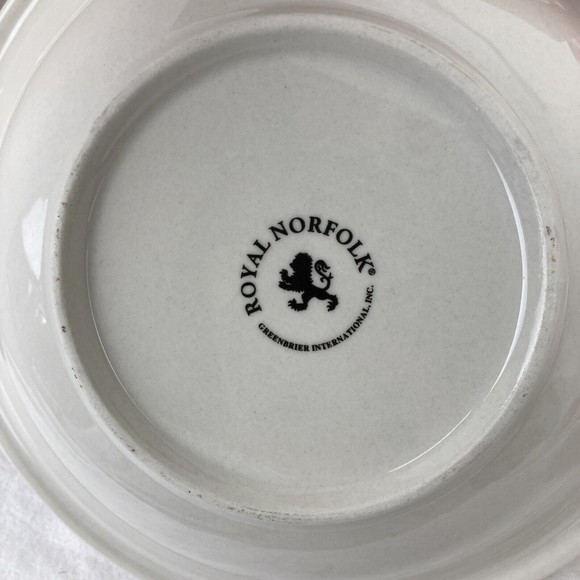 ROYAL NORFOLK®
GREENBRIER INTERNATIONAL, INC.